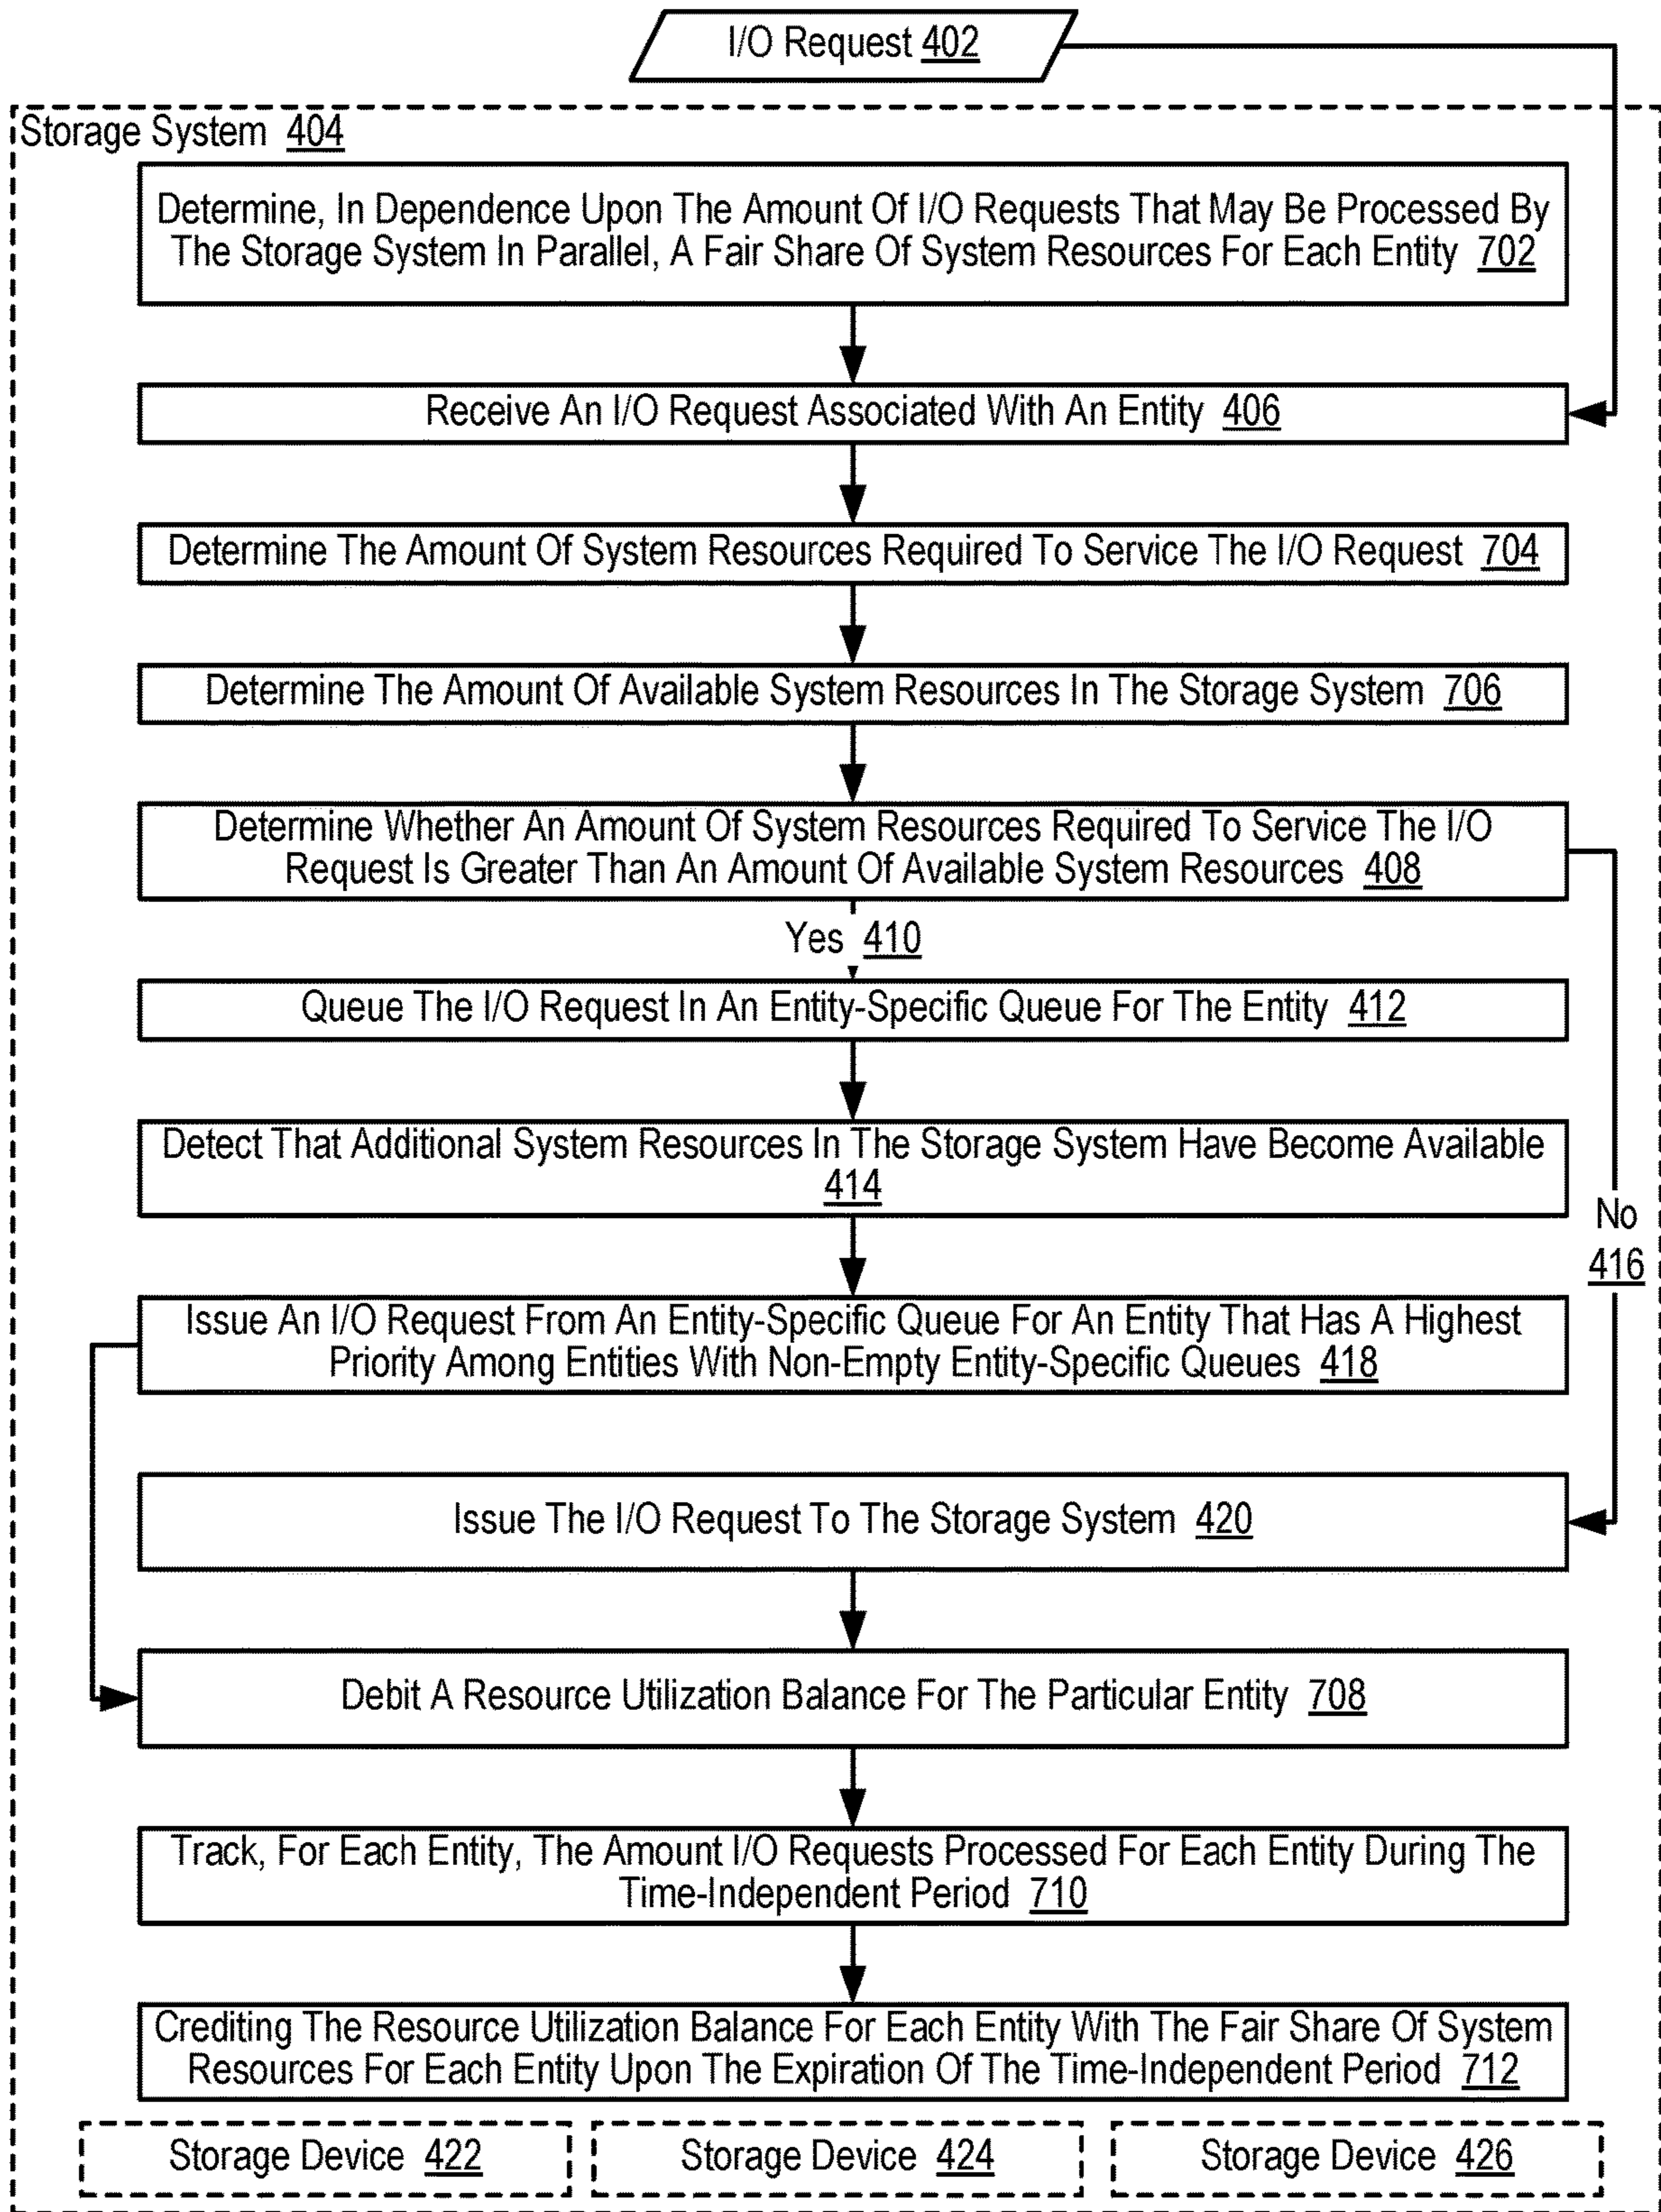 I/O Request 402
Storage System 404
Determine, In Dependence Upon The Amount Of I/O Requests That May Be Processed By
The Storage System In Parallel, A Fair Share Of System Resources For Each Entity 702
Receive An I/O Request Associated With An Entity 406
Determine The Amount Of System Resources Required To Service The I/O Request 704
Determine The Amount Of Available System Resources In The Storage System 706
Determine Whether An Amount Of System Resources Required To Service The I/O
Request Is Greater Than An Amount Of Available System Resources 408
Yes 410
Queue The I/O Request In An Entity-Specific Queue For The Entity 412
Detect That Additional System Resources In The Storage System Have Become Available
414
No
416
Issue An I/O Request From An Entity-Specific Queue For An Entity That Has A Highest
Priority Among Entities With Non-Empty Entity-Specific Queues 418
Issue The I/O Request To The Storage System 420
Debit A Resource Utilization Balance For The Particular Entity 708
Track, For Each Entity, The Amount I/O Requests Processed For Each Entity During The
Time-Independent Period 710
Crediting The Resource Utilization Balance For Each Entity With The Fair Share Of System
Resources For Each Entity Upon The Expiration Of The Time-Independent Period 712
Storage Device 422
Storage Device 424
Storage Device 426